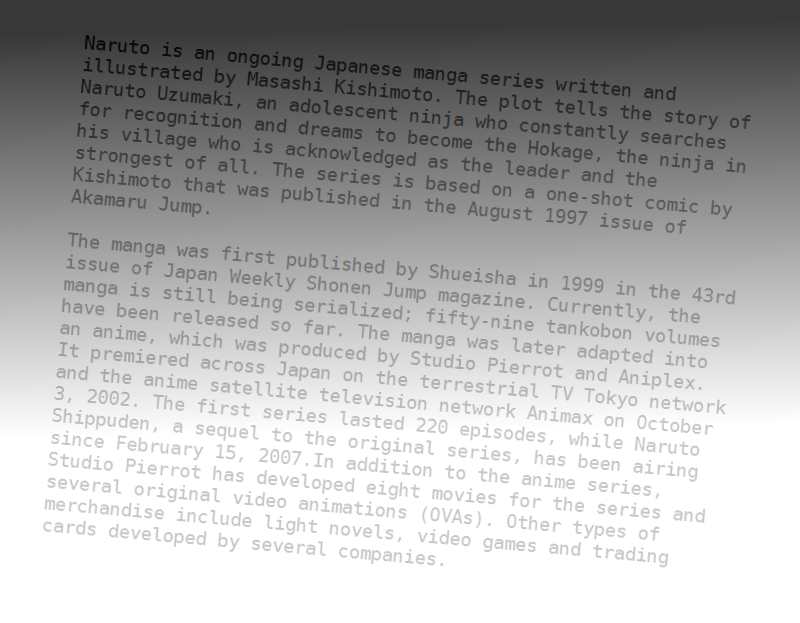 Naruto is an ongoing Japanese manga series written and
illustrated by Masashi Kishimoto. The plot tells the story of
Naruto Uzumaki, an adolescent ninja who constantly searches
for recognition and dreams to become the Hokage, the ninja in
his village who is acknowledged as the leader and the
strongest of all. The series is based on a one-shot comic by
Kishimoto that was published in the August 1997 issue of
Akamaru Jump.
The manga was first published by Shueisha in 1999 in the 43rd
issue of Japan Weekly Shonen Jump magazine. Currently, the
manga is still being serialized; fifty-nine tankobon volumes
have been released so far. The manga was later adapted into
an anime, which was produced by Studio Pierrot and Aniplex.
It premiered across Japan on the terrestrial TV Tokyo network
and the anime satellite television network Animax on October
3, 2002. The first series lasted 220 episodes, while Naruto
Shippuden, a sequel to the original series, has been airing
since February 15, 2007.In addition to the anime series,
Studio Pierrot has developed eight movies for the series and
several original video animations (OVAs). Other types of
merchandise include light novels, video games and trading
cards developed by several companies.